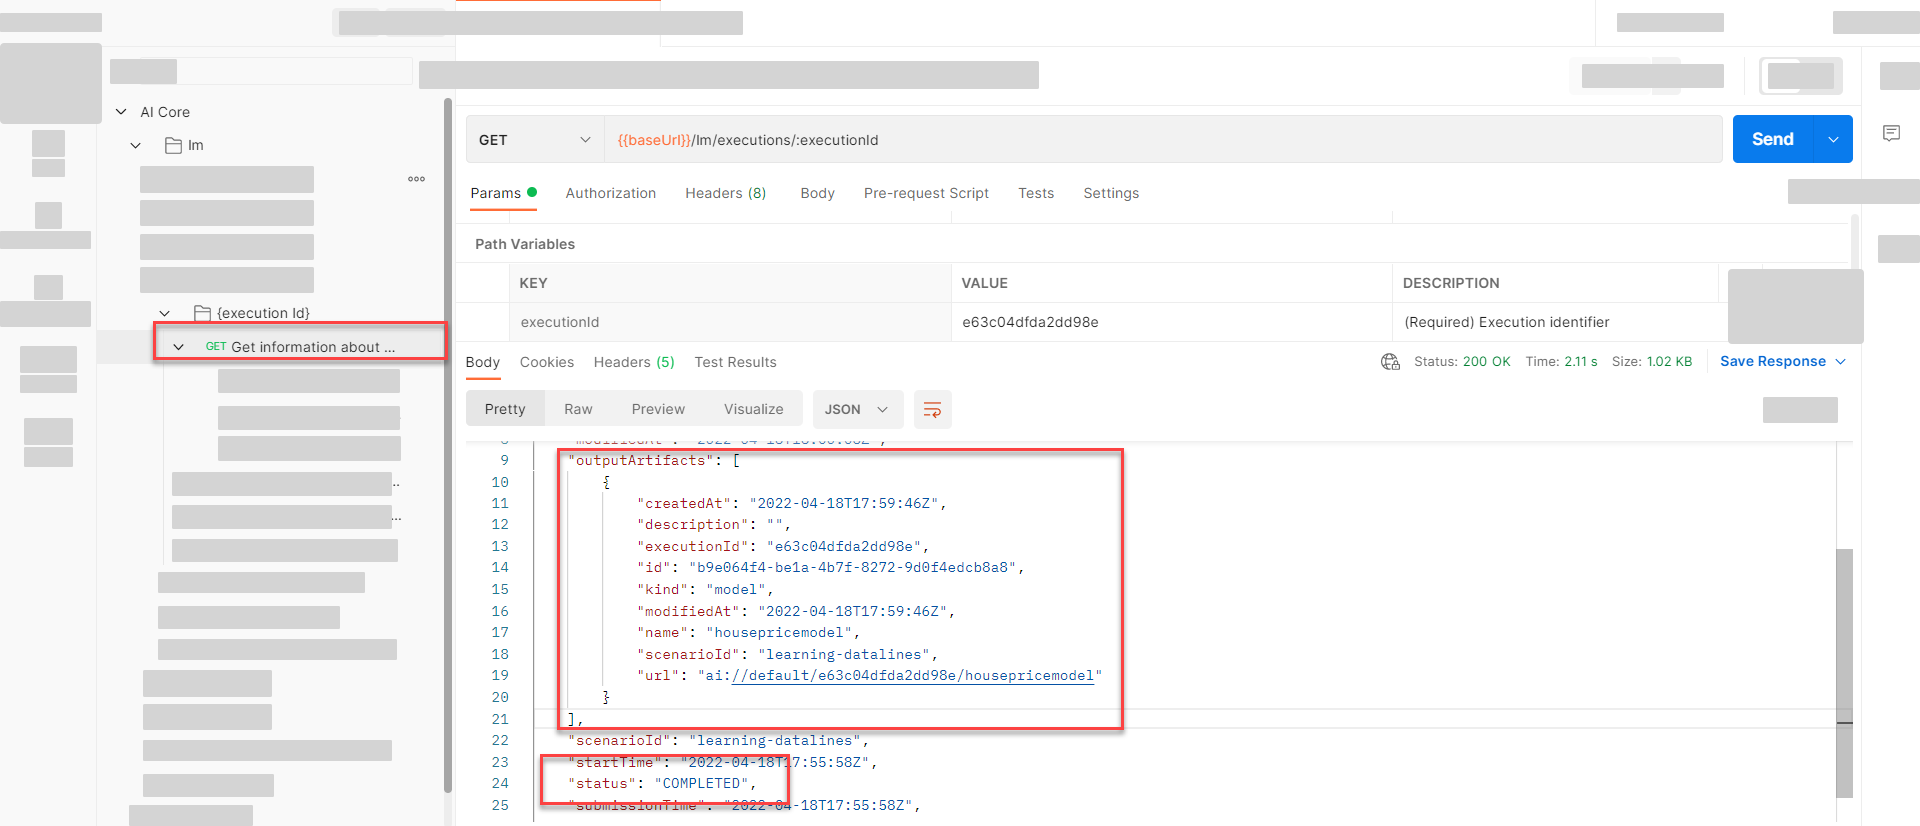 AI Core
lm
{execution Id}
GET Get information about ...
GET
{{baseUrl}}/lm/executions/:executionId
Send
Params Authorization Headers (8) Body Pre-request Script Tests Settings
Path Variables
KEY VALUE DESCRIPTION
executionId e63c04dfda2dd98e (Required) Execution identifier
Body Cookies Headers (5) Test Results
Status: 200 OK Time: 2.11 s Size: 1.02 KB Save Response
Pretty Raw Preview Visualize JSON
9 "outputArtifacts": [
10 {
11 "createdAt": "2022-04-18T17:59:46Z",
12 "description": "",
13 "executionId": "e63c04dfda2dd98e",
14 "id": "b9e064f4-be1a-4b7f-8272-9d0f4edcb8a8",
15 "kind": "model",
16 "modifiedAt": "2022-04-18T17:59:46Z",
17 "name": "housepricemodel",
18 "scenarioId": "learning-datalines",
19 "url": "ai://default/e63c04dfda2dd98e/housepricemodel"
20 }
21 ],
22 "scenarioId": "learning-datalines",
23 "startTime": "2022-04-18T17:55:58Z",
24 "status": "COMPLETED",
25 "submissionTime": "2022-04-18T17:55:58Z",